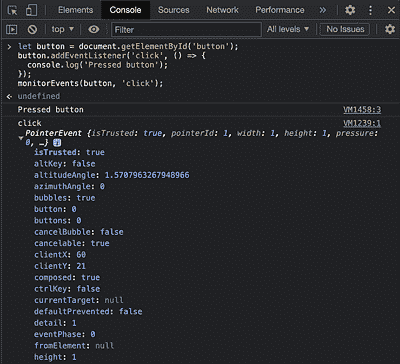 Elements Console Sources Network Performance »
top ▾ Filter All levels ▾ No Issues
> let button = document.getElementById('button');
button.addEventListener('click', () => {
console.log('Pressed button');
});
monitorEvents(button, 'click');
undefined
Pressed button VM1458:3
click VM1239:1
PointerEvent {isTrusted: true, pointerId: 1, width: 1, height: 1, pressure:
0, …} i
isTrusted: true
altKey: false
altitudeAngle: 1.5707963267948966
azimuthAngle: 0
bubbles: true
button: 0
buttons: 0
cancelBubble: false
cancelable: true
clientX: 60
clientY: 21
composed: true
ctrlKey: false
currentTarget: null
defaultPrevented: false
detail: 1
eventPhase: 0
fromElement: null
height: 1